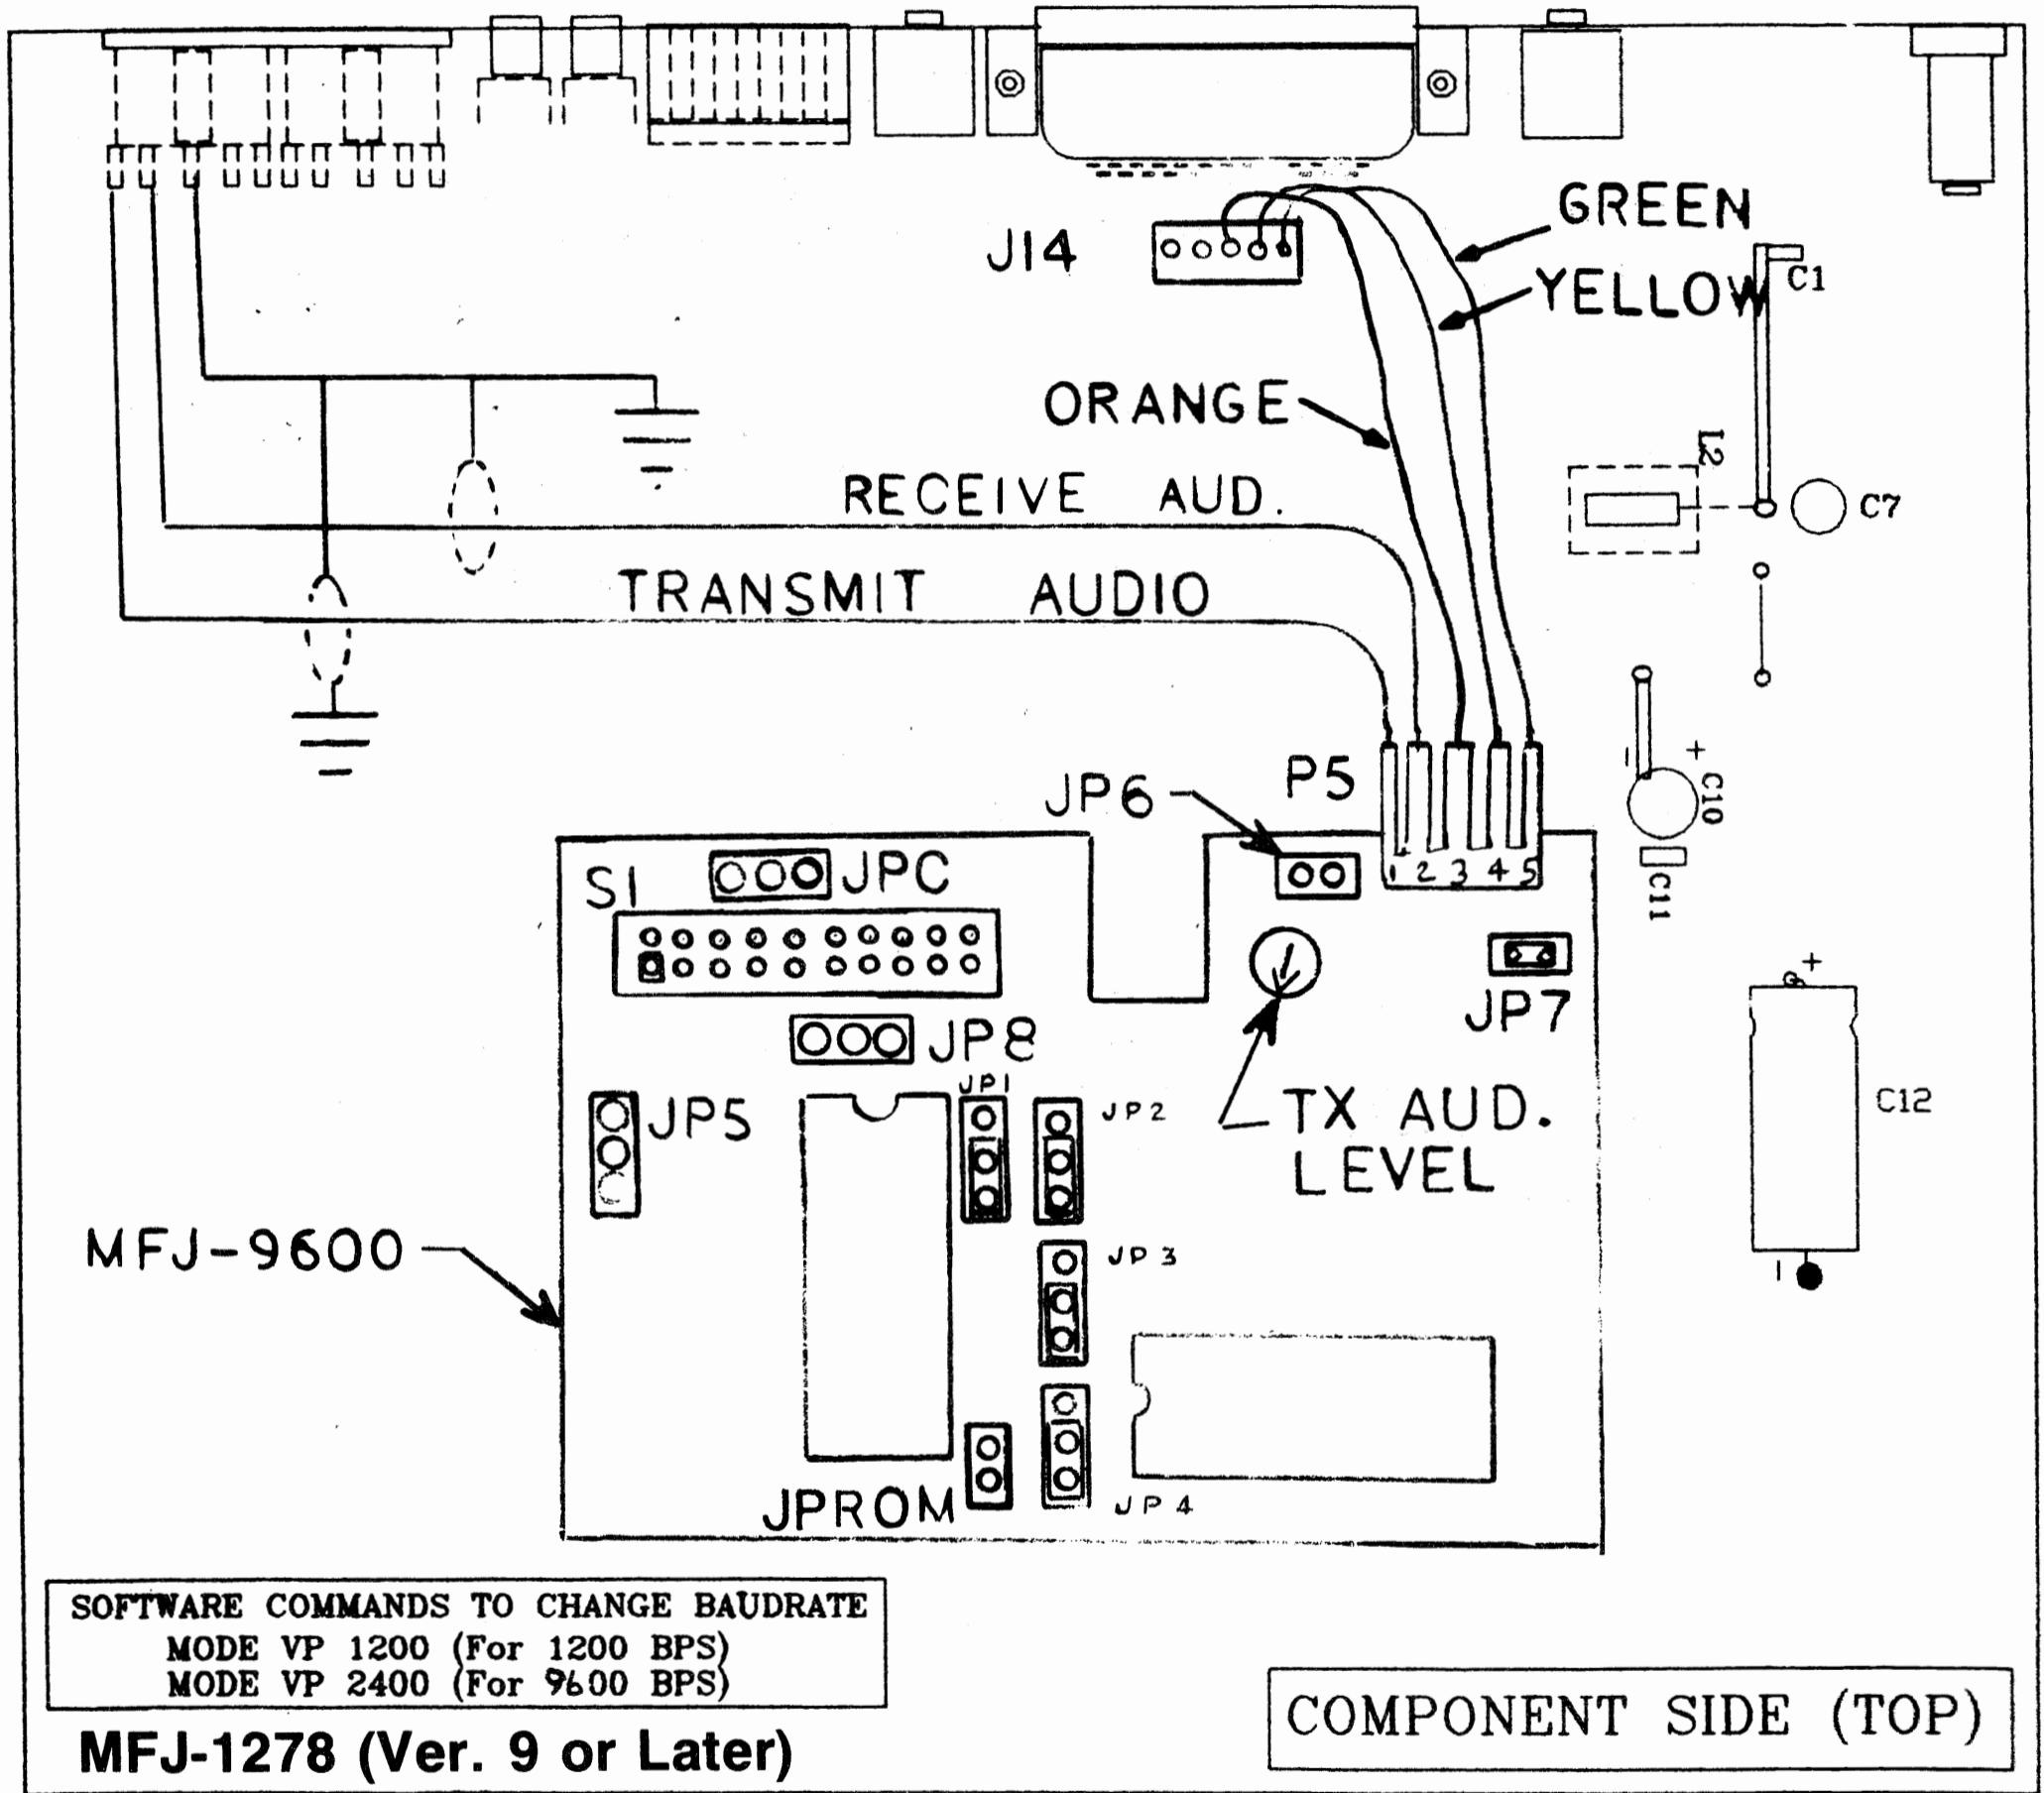 GREEN
J14
C1
YELLOW
ORANGE
L2
RECEIVE AUD.
C7
TRANSMIT AUDIO
P5
JP6
+
-
C10
S1
JPC
1 2 3 4 5
C11
JP7
+
JP8
JP1
JP5
JP2
TX AUD.
LEVEL
C12
MFJ-9600
JP3
-
JPROM
JP4
SOFTWARE COMMANDS TO CHANGE BAUDRATE
MODE VP 1200 (For 1200 BPS)
MODE VP 2400 (For 9600 BPS)
COMPONENT SIDE (TOP)
MFJ-1278 (Ver. 9 or Later)